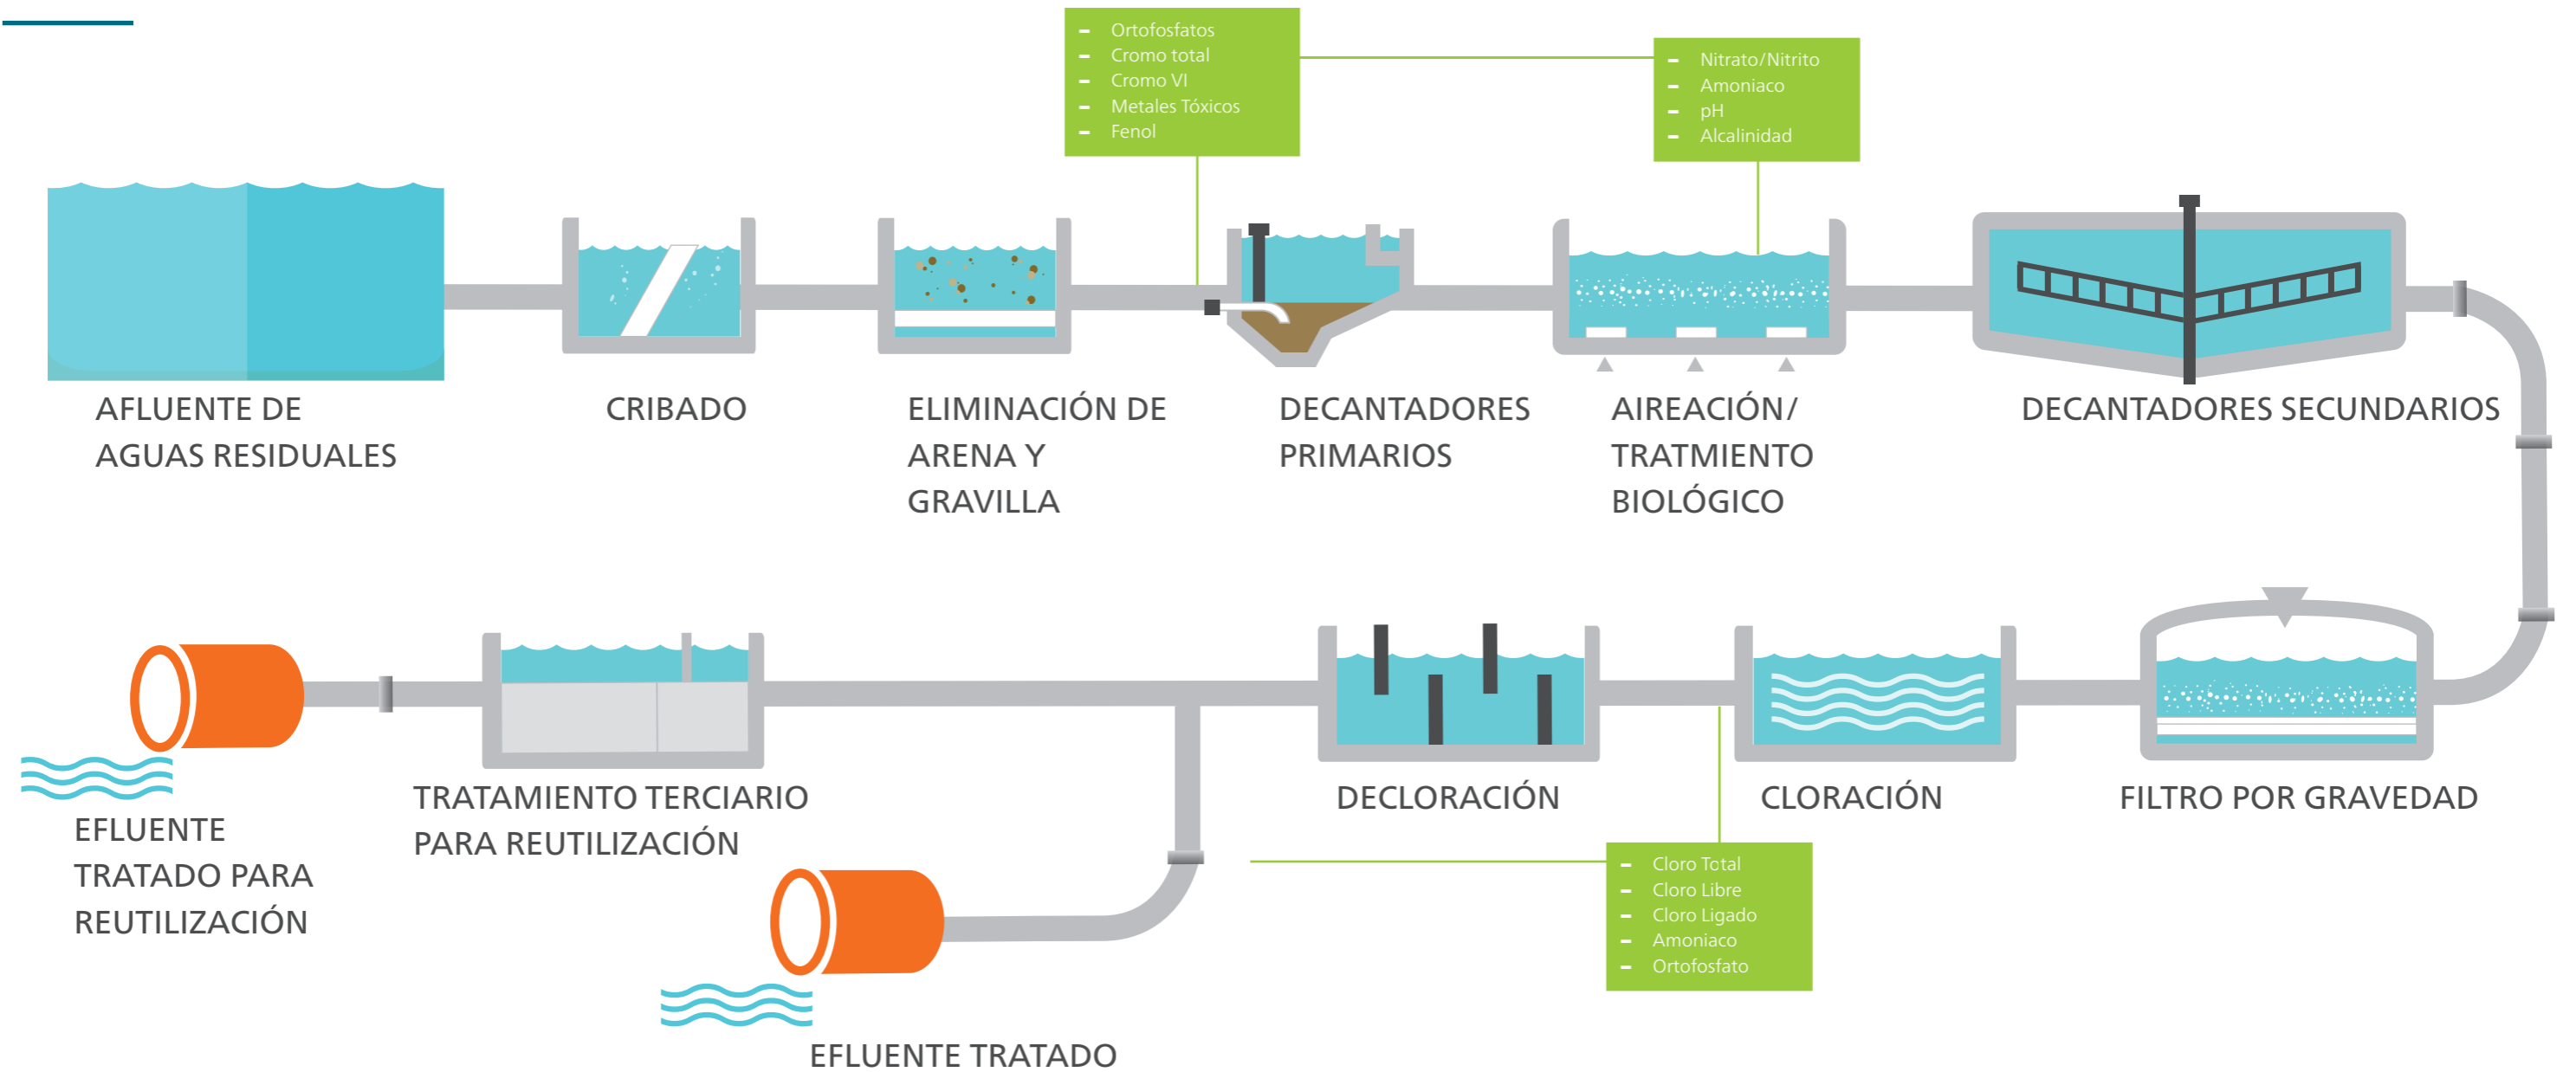 – Ortofosfatos
– Cromo total
– Cromo VI
– Metales Tóxicos
– Fenol
– Nitrato/Nitrito
– Amoniaco
– pH
– Alcalinidad
AFLUENTE DE
AGUAS RESIDUALES
CRIBADO
ELIMINACIÓN DE
ARENA Y
GRAVILLA
DECANTADORES
PRIMARIOS
AIREACIÓN/
TRATMIENTO
BIOLÓGICO
DECANTADORES SECUNDARIOS
EFLUENTE
TRATADO PARA
REUTILIZACIÓN
TRATAMIENTO TERCIARIO
PARA REUTILIZACIÓN
DECLORACIÓN
CLORACIÓN
FILTRO POR GRAVEDAD
– Cloro Total
– Cloro Libre
– Cloro Ligado
– Amoniaco
– Ortofosfato
EFLUENTE TRATADO